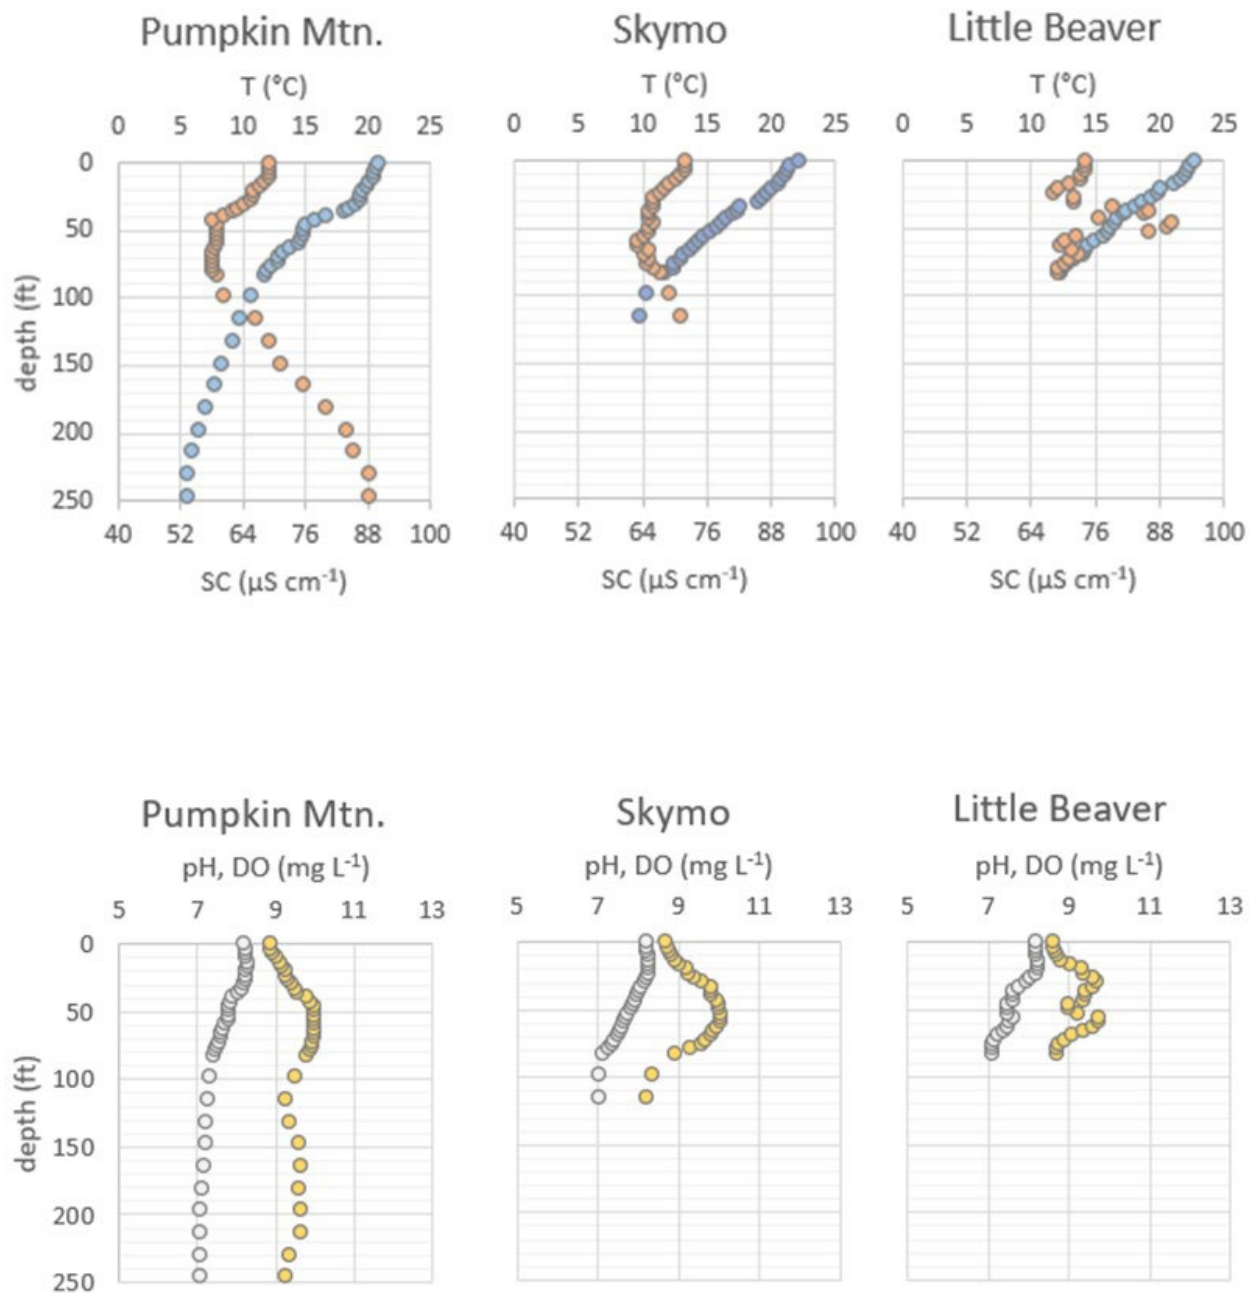 Pumpkin Mtn. Skymo Little Beaver
T (°C) T (°C) T (°C)
0 5 10 15 20 25 0 5 10 15 20 25 0 5 10 15 20 25
0
50
100
150
200
250
depth (ft)
40 52 64 76 88 100 40 52 64 76 88 100 40 52 64 76 88 100
SC (µS cm⁻¹) SC (µS cm⁻¹) SC (µS cm⁻¹)
Pumpkin Mtn. Skymo Little Beaver
pH, DO (mg L⁻¹) pH, DO (mg L⁻¹) pH, DO (mg L⁻¹)
5 7 9 11 13 5 7 9 11 13 5 7 9 11 13
0
50
100
150
200
250
depth (ft)